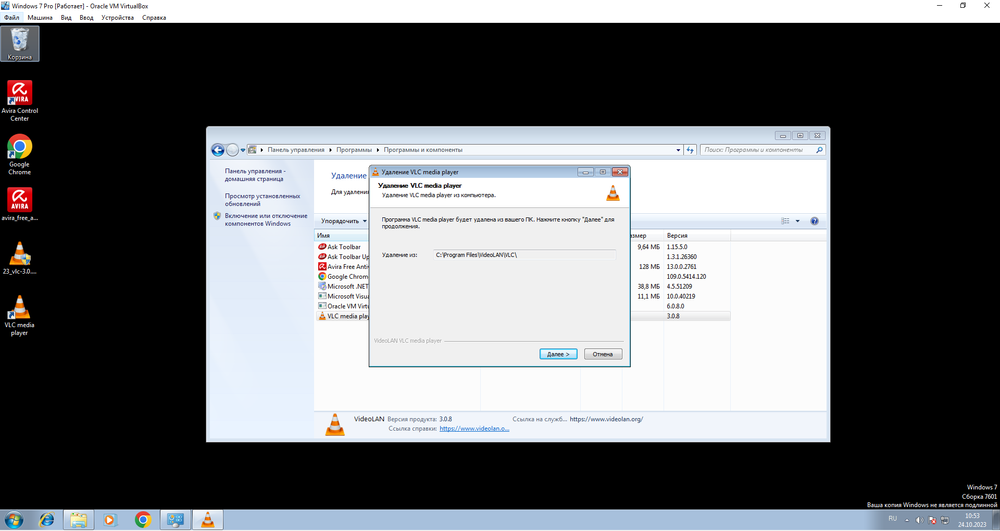 Windows 7 Pro [Работает] - Oracle VM VirtualBox
Файл Машина Вид Ввод Устройства Справка
Корзина
AVIRA
Avira Control
Center
Google
Chrome
AVIRA
avira_free_a...
23_vlc-3.0....
VLC media
player
Панель управления Программы Программы и компоненты
Поиск: Программы и компоненты
Панель управления -
домашняя страница
Просмотр установленных
обновлений
Включение или отключение
компонентов Windows
Удаление
Для удаления
Упорядочить
Имя
азмер Версия
Ask Toolbar 9,64 МБ 1.15.5.0
Ask Toolbar Up 1.3.1.26360
Avira Free Anti 128 МБ 13.0.0.2761
Google Chrom 109.0.5414.120
Microsoft .NET 38,8 МБ 4.5.51209
Microsoft Visua 11,1 МБ 10.0.40219
Oracle VM Virtu 6.0.8.0
VLC media play 3.0.8
Удаление VLC media player
Удаление VLC media player
Удаление VLC media player из компьютера.
Программа VLC media player будет удалена из вашего ПК. Нажмите кнопку "Далее" для
продолжения.
Удаление из: C:\Program Files\VideoLAN\VLC\
VideoLAN VLC media player
Далее > Отмена
VideoLAN Версия продукта: 3.0.8 Ссылка на служб... https://www.videolan.org/
Ссылка справки: https://www.videolan.o...
Windows 7
Сборка 7601
Ваша копия Windows не является подлинной
RU 10:53
24.10.2023